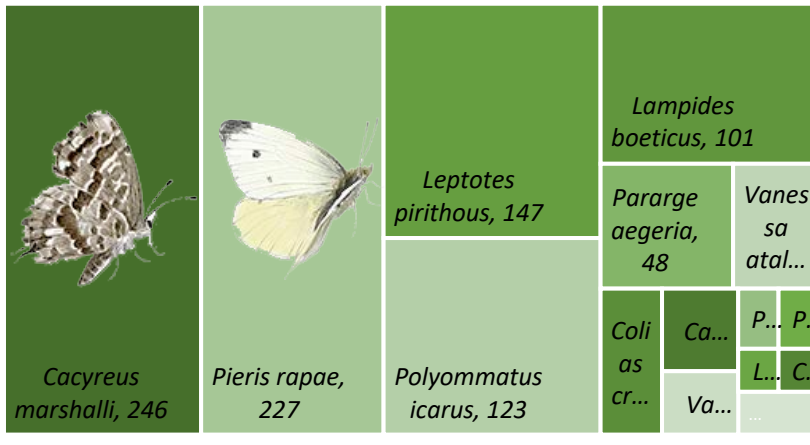 Cacyreus
marshalli, 246
Pieris rapae,
227
Leptotes
pirithous, 147
Polyommatus
icarus, 123
Lampides
boeticus, 101
Pararge
aegeria,
48
Vanes
sa
atal...
Coli
as
cr...
Ca...
Va...
P...
P...
L...
C...
...